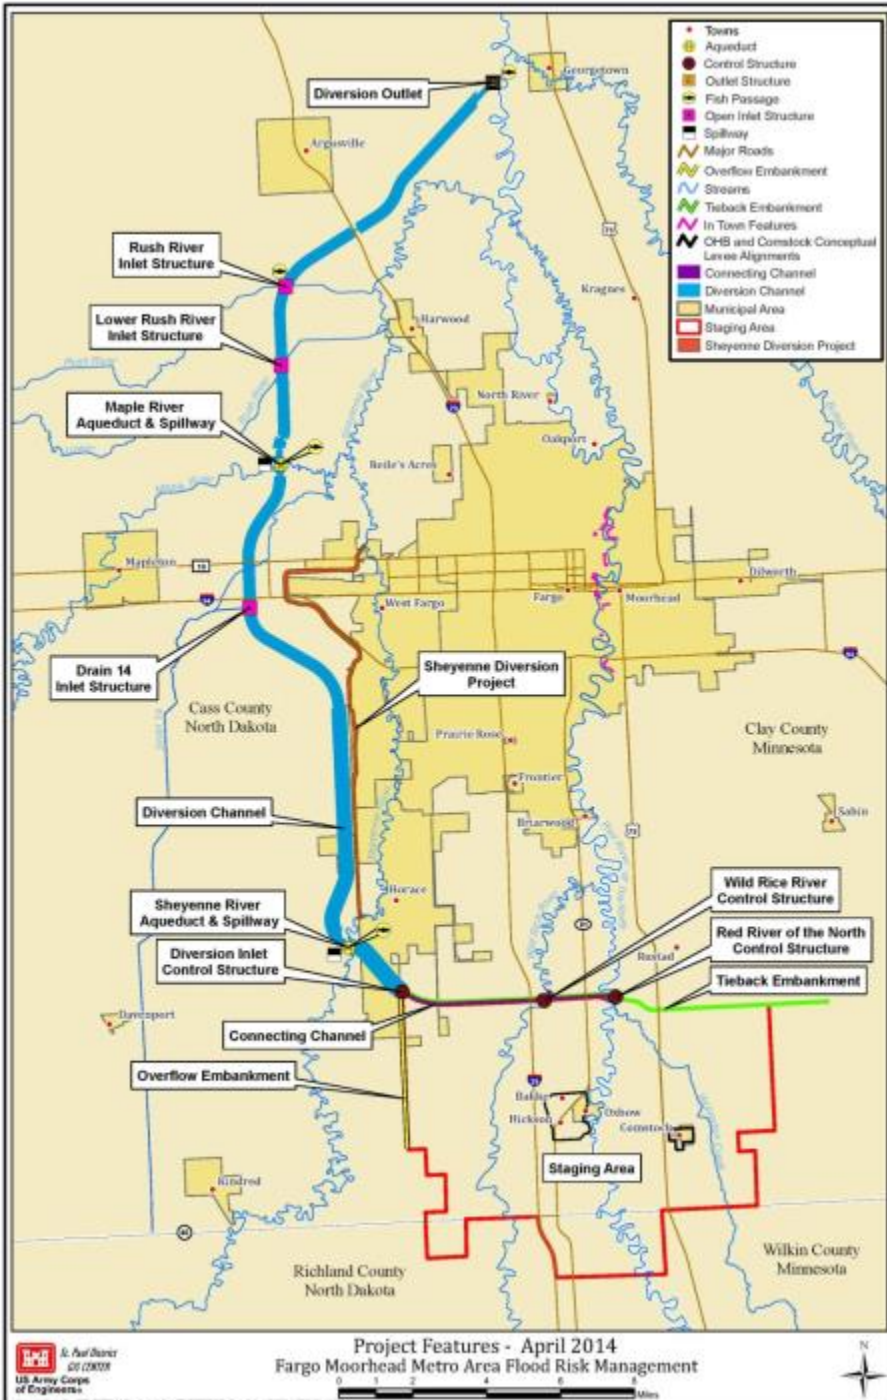 Towns
Aqueduct
Control Structure
Outlet Structure
Fish Passage
Open Inlet Structure
Spillway
Major Roads
Overflow Embankment
Streams
Tieback Embankment
In Town Features
OHB and Comstock Conceptual
Levee Alignments
Connecting Channel
Diversion Channel
Municipal Area
Staging Area
Sheyenne Diversion Project
Georgetown
Diversion Outlet
Argusville
Rush River
Inlet Structure
Kragnes
Lower Rush River
Inlet Structure
Harwood
Maple River
Aqueduct & Spillway
North River
Oakport
Reile's Acres
Mapleton
10
Dilworth
West Fargo
Fargo
Moorhead
Drain 14
Inlet Structure
Sheyenne Diversion
Project
Cass County
North Dakota
Clay County
Minnesota
Prairie Rose
Frontier
Diversion Channel
Briarwood
Sabin
75
Horace
Wild Rice River
Control Structure
Sheyenne River
Aqueduct & Spillway
Red River of the North
Control Structure
Diversion Inlet
Control Structure
Rustad
Tieback Embankment
Davenport
Connecting Channel
Overflow Embankment
Hickson
Oxbow
Comstock
Staging Area
Kindred
46
Richland County
North Dakota
Wilkin County
Minnesota
St. Paul District
GIS CENTER
US Army Corps
of Engineers
Project Features - April 2014
Fargo Moorhead Metro Area Flood Risk Management
N
0 1 2 4 6 8
Miles